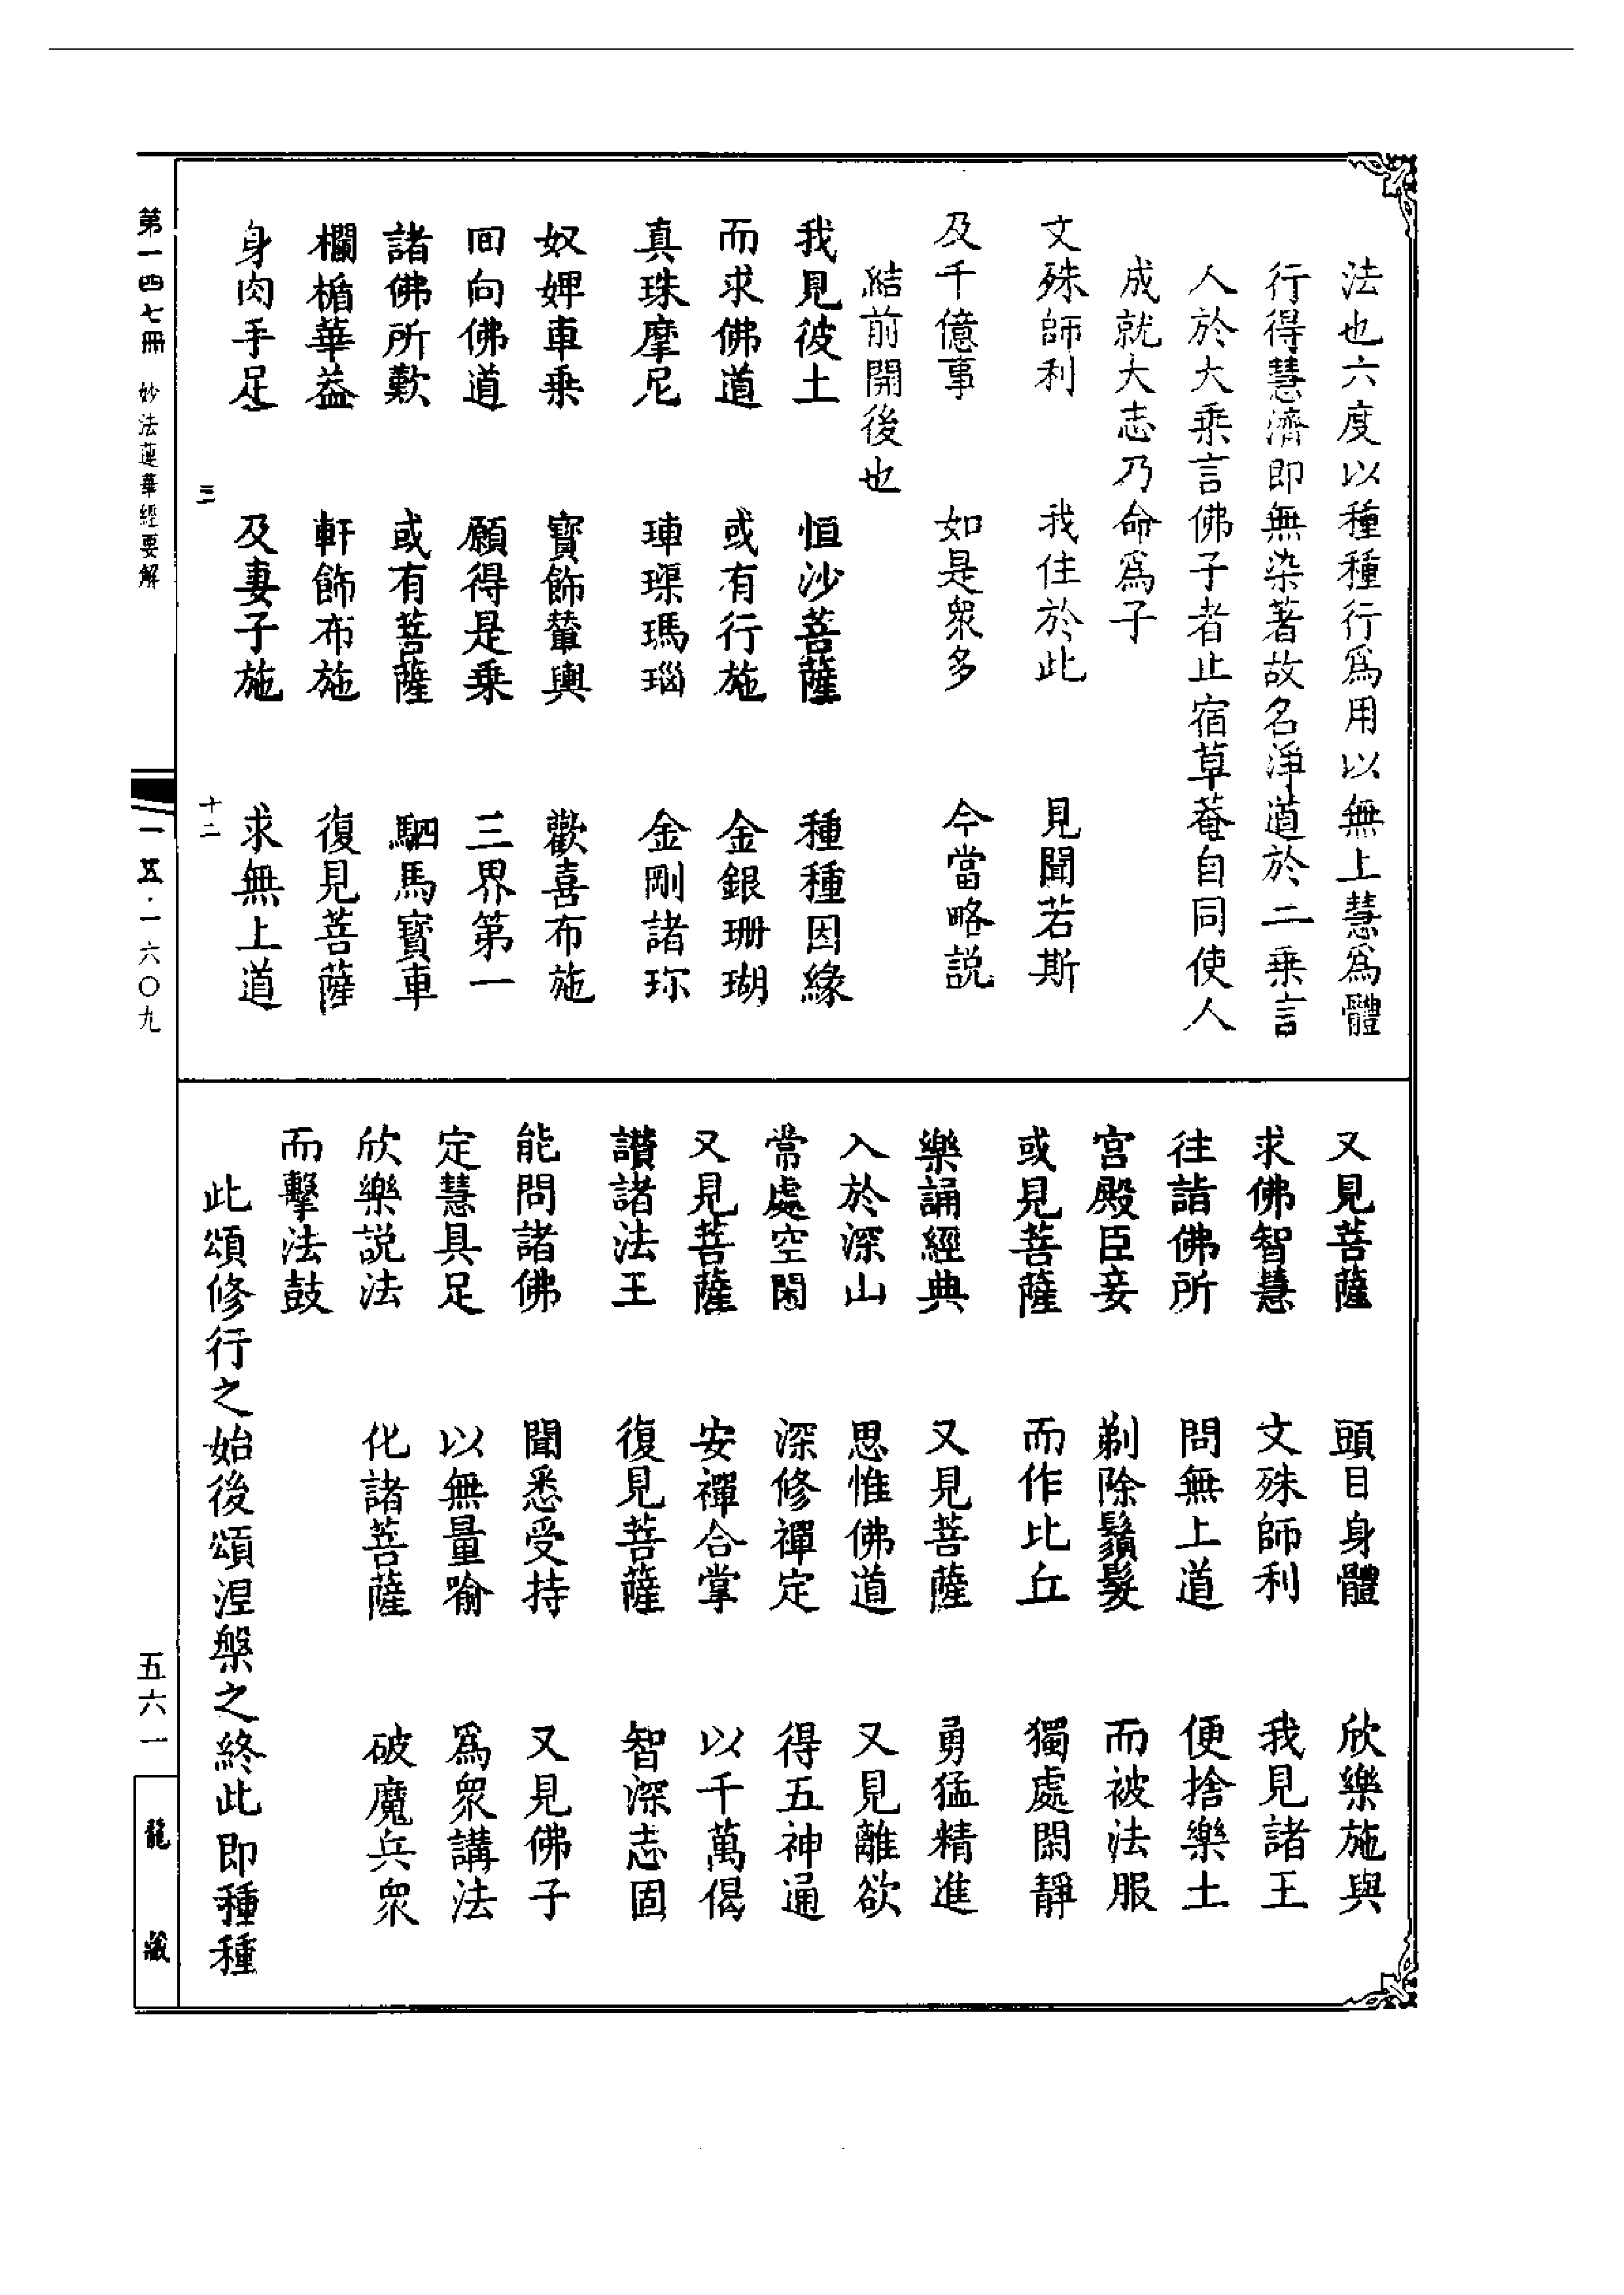 法也六度以種種行爲用以無上慧爲體
行得慧濟即無染著故名淨道於二乘言
人於大乘言佛子者止宿草菴自同使人
成就大志乃命爲子
文殊師利　我住於此　見聞若斯
及千億事　如是衆多　今當略説
結前開後也
我見彼土　恒沙菩薩　種種因緣
而求佛道　或有行施　金銀珊瑚
真珠摩尼　硨磲瑪瑙　金剛諸珎
奴婢車乘　寳飾輦輿　歡喜布施
回向佛道　願得是乗　三界第一
諸佛所歎　或有菩薩　駟馬寳車
欄楯華葢　軒飾布施　復見菩薩
身肉手足　及妻子施　求無上道
三　十二
又見菩薩　頭目身體　欣樂施與
求佛智慧　文殊師利　我見諸王
往詣佛所　問無上道　便捨樂土
宮殿臣妾　剃除鬚髮　而被法服
或見菩薩　而作比丘　獨處閑靜
樂誦經典　又見菩薩　勇猛精進
入於深山　思惟佛道　又見離欲
常處空閑　深修禪定　得五神通
又見菩薩　安禪合掌　以千萬偈
讚諸法王　復見菩薩　智深志固
能問諸佛　聞悉受持　又見佛子
定慧具足　以無量喻　爲衆講法
欣樂説法　化諸菩薩　破魔兵衆
而擊法鼓
此頌修行之始後頌涅槃之終此即種種
第一四七冊　妙法蓮華經要解
一五·一六〇九
五六一
龍藏